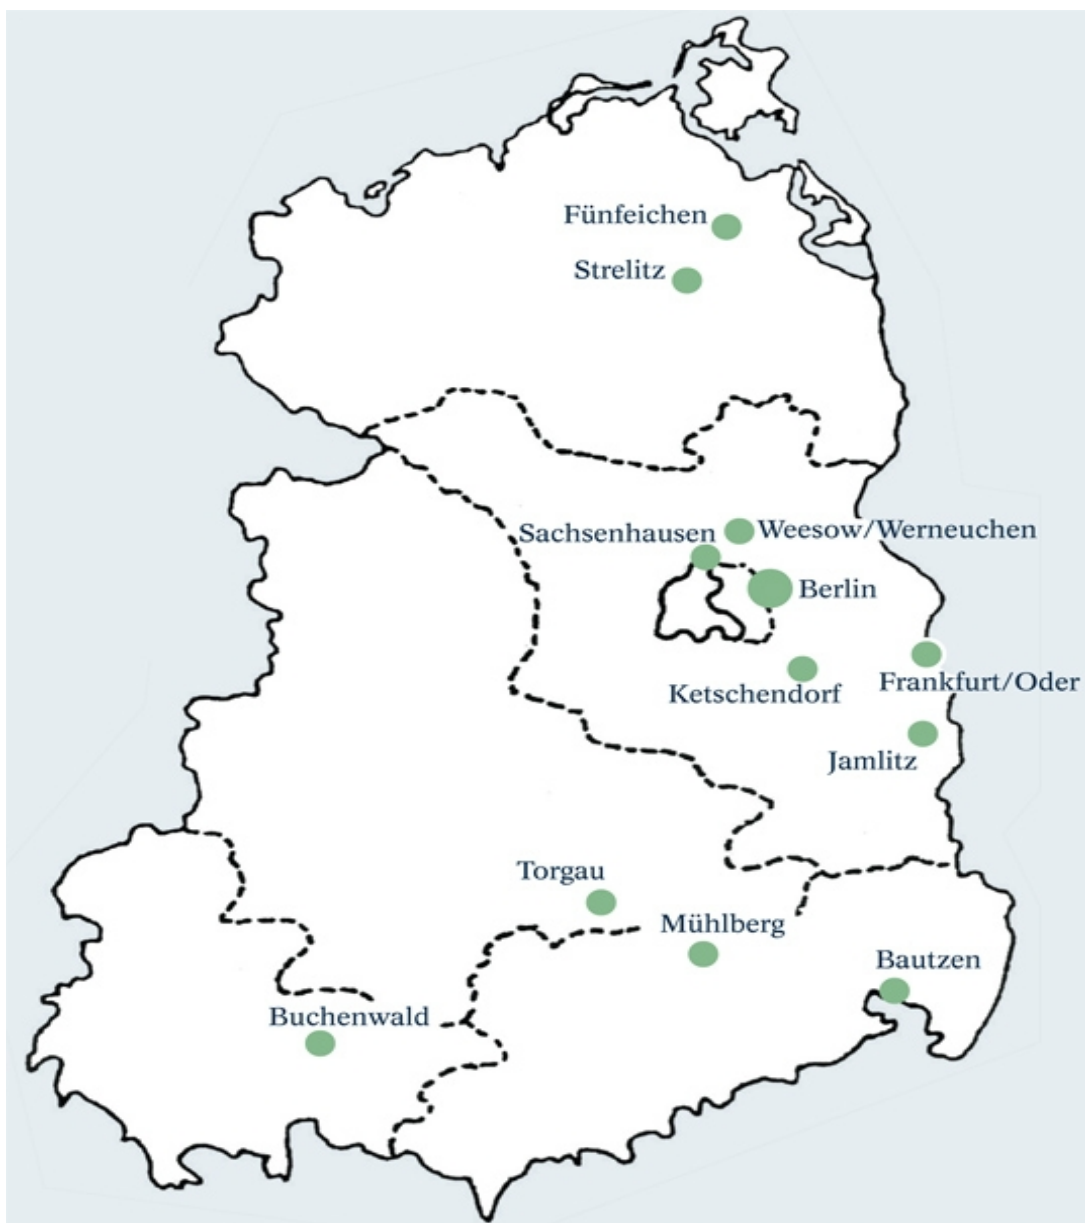 Fünfeichen
Strelitz
Sachsenhausen
Weesow/Werneuchen
Berlin
Ketschendorf
Frankfurt/Oder
Jamlitz
Torgau
Mühlberg
Bautzen
Buchenwald